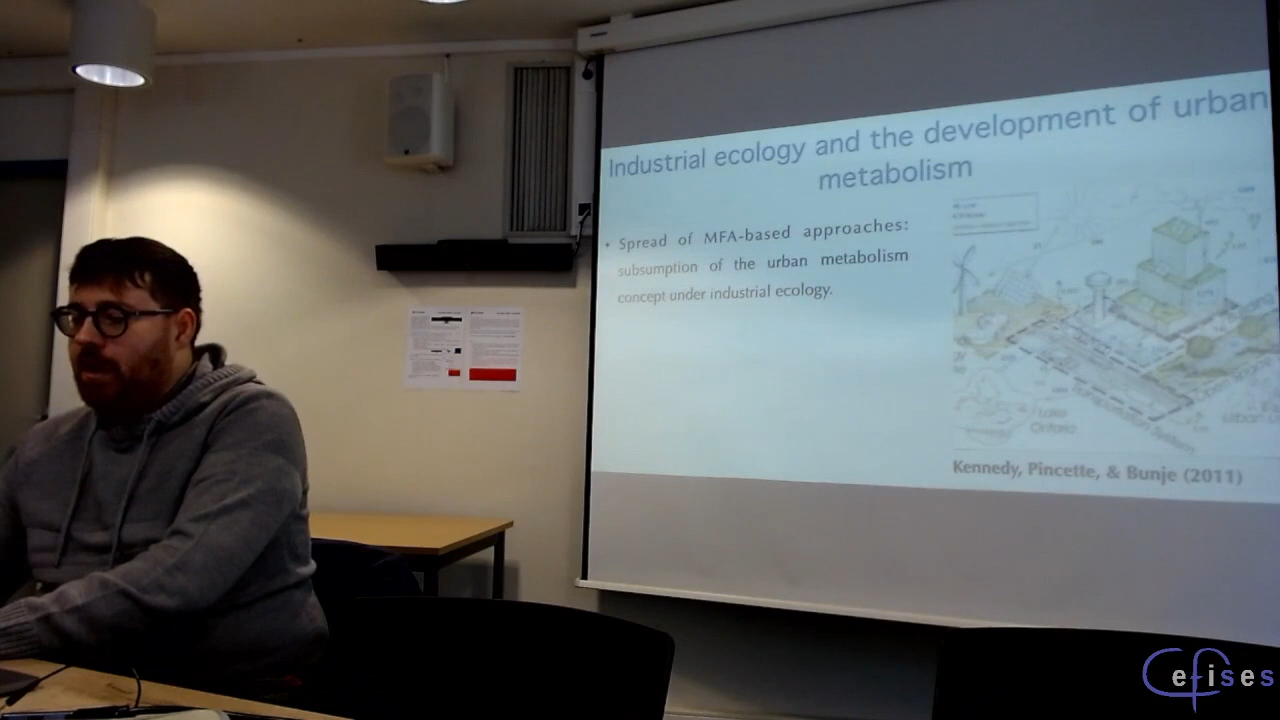 Industrial ecology and the development of urban
metabolism
• Spread of MFA-based approaches:
subsumption of the urban metabolism
concept under industrial ecology.
Lake
Ontario
Kennedy, Pincette, & Bunje (2011)
Cefises